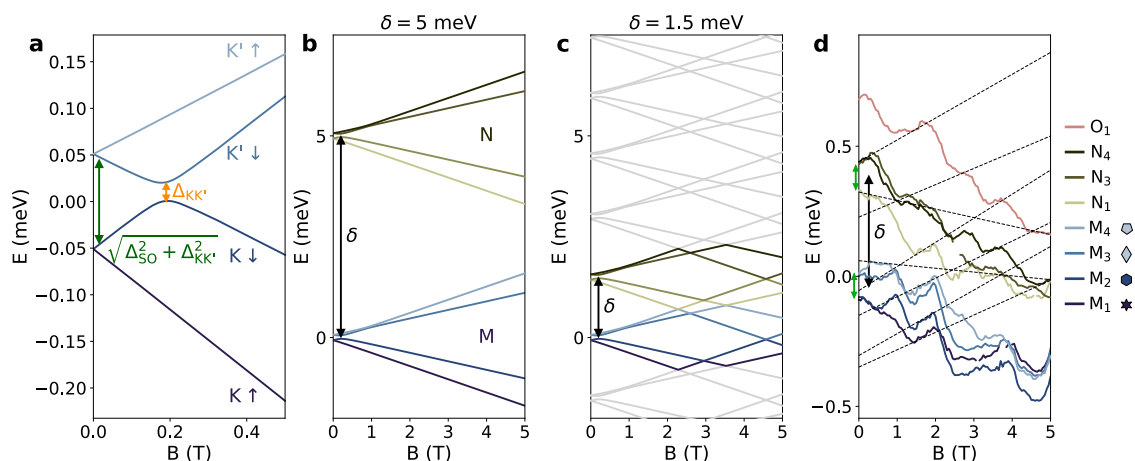 δ = 5 meV
δ = 1.5 meV
a
E (meV)
0.15
0.10
0.05
0.00
−0.05
−0.10
−0.15
−0.20
K' ↑
K' ↓
Δ_KK'
√(Δ²_SO + Δ²_KK')
K ↓
K ↑
0.0
0.2
0.4
B (T)
b
E (meV)
5
0
N
δ
M
0
1
2
3
4
5
B (T)
c
E (meV)
5
0
δ
0
1
2
3
4
5
B (T)
d
E (meV)
0.5
0.0
−0.5
δ
0
1
2
3
4
5
B (T)
O₁
N₄
N₃
N₁
M₄
M₃
M₂
M₁